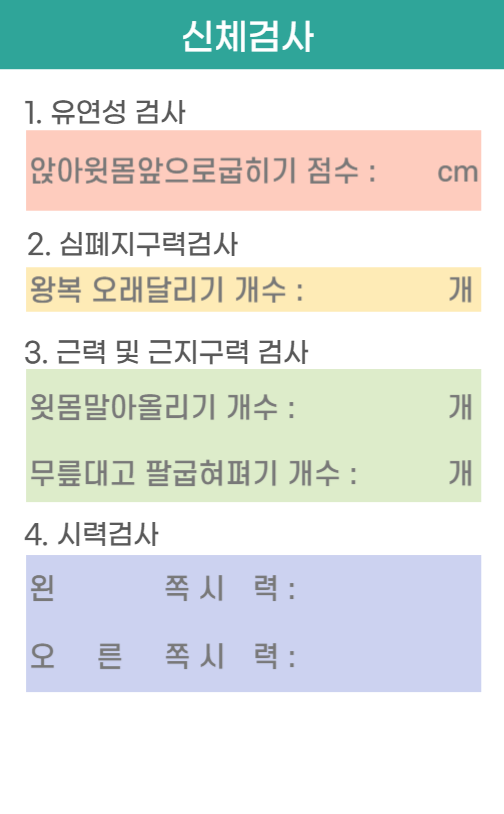 신체검사
1. 유연성 검사
앉아윗몸앞으로굽히기 점수 : cm
2. 심폐지구력검사
왕복 오래달리기 개수 : 개
3. 근력 및 근지구력 검사
윗몸말아올리기 개수 : 개
무릎대고 팔굽혀펴기 개수 : 개
4. 시력검사
왼 쪽 시 력 :
오 른 쪽 시 력 :